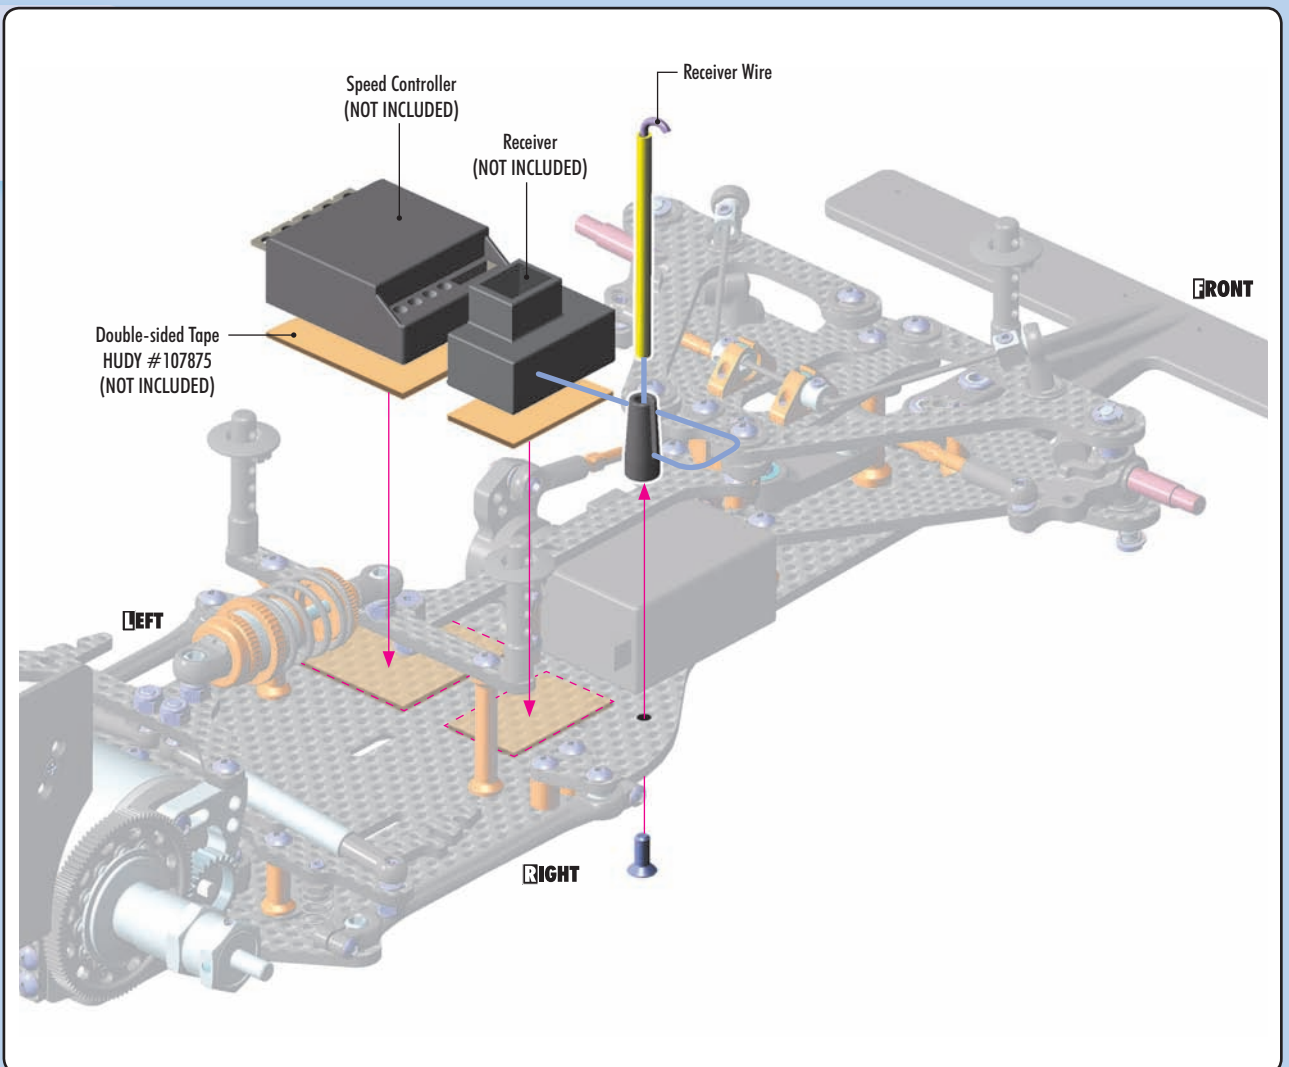 Receiver Wire
Speed Controller
(NOT INCLUDED)
Receiver
(NOT INCLUDED)
FRONT
Double-sided Tape
HUDY #107875
(NOT INCLUDED)
LEFT
RIGHT